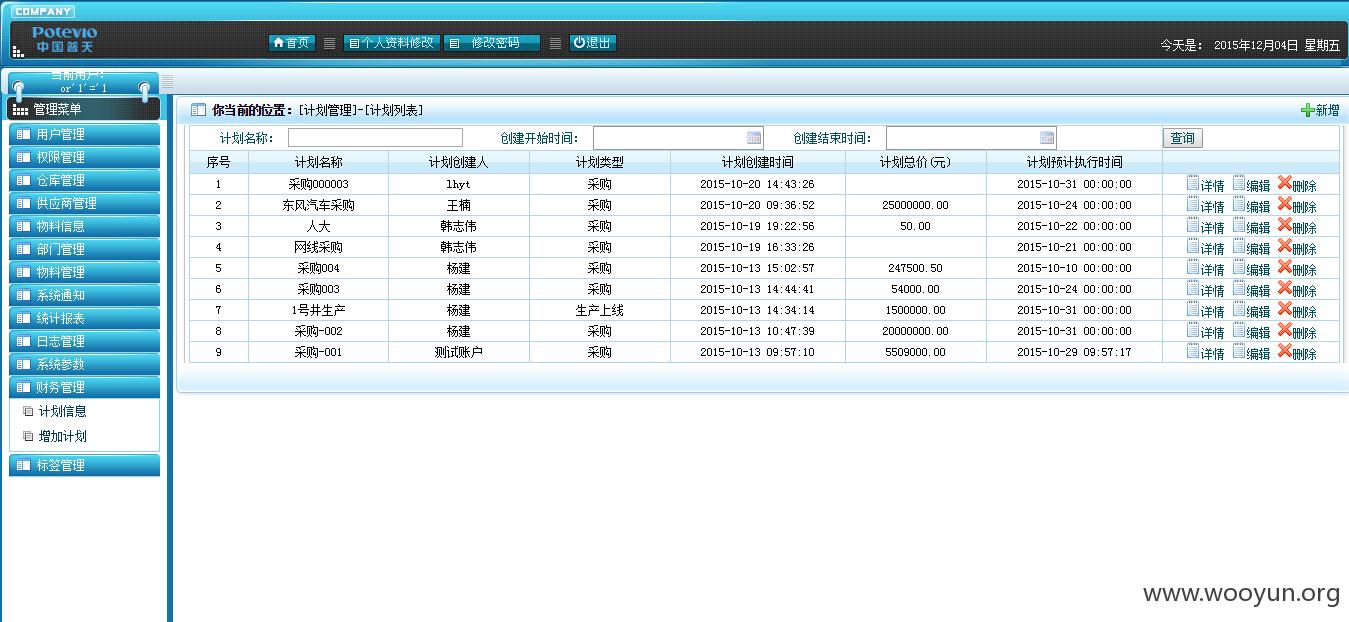 COMPANY
Potevio
中国普天
首页 个人资料修改 修改密码 退出
今天是： 2015年12月04日 星期五
当前用户：
or' 1' =' 1
管理菜单
用户管理
权限管理
仓库管理
供应商管理
物料信息
部门管理
物料管理
系统通知
统计报表
日志管理
系统参数
财务管理
计划信息
增加计划
标签管理
你当前的位置：[计划管理]-[计划列表] 新增
计划名称： 创建开始时间： 创建结束时间： 查询
序号 计划名称 计划创建人 计划类型 计划创建时间 计划总价(元) 计划预计执行时间
1 采购000003 lhyt 采购 2015-10-20 14:43:26 2015-10-31 00:00:00 详情 编辑 删除
2 东风汽车采购 王楠 采购 2015-10-20 09:36:52 25000000.00 2015-10-24 00:00:00 详情 编辑 删除
3 人大 韩志伟 采购 2015-10-19 19:22:56 50.00 2015-10-22 00:00:00 详情 编辑 删除
4 网线采购 韩志伟 采购 2015-10-19 16:33:26 2015-10-21 00:00:00 详情 编辑 删除
5 采购004 杨建 采购 2015-10-13 15:02:57 247500.50 2015-10-10 00:00:00 详情 编辑 删除
6 采购003 杨建 采购 2015-10-13 14:44:41 54000.00 2015-10-24 00:00:00 详情 编辑 删除
7 1号井生产 杨建 生产上线 2015-10-13 14:34:14 1500000.00 2015-10-31 00:00:00 详情 编辑 删除
8 采购-002 杨建 采购 2015-10-13 10:47:39 20000000.00 2015-10-31 00:00:00 详情 编辑 删除
9 采购-001 测试账户 采购 2015-10-13 09:57:10 5509000.00 2015-10-29 09:57:17 详情 编辑 删除
www.wooyun.org